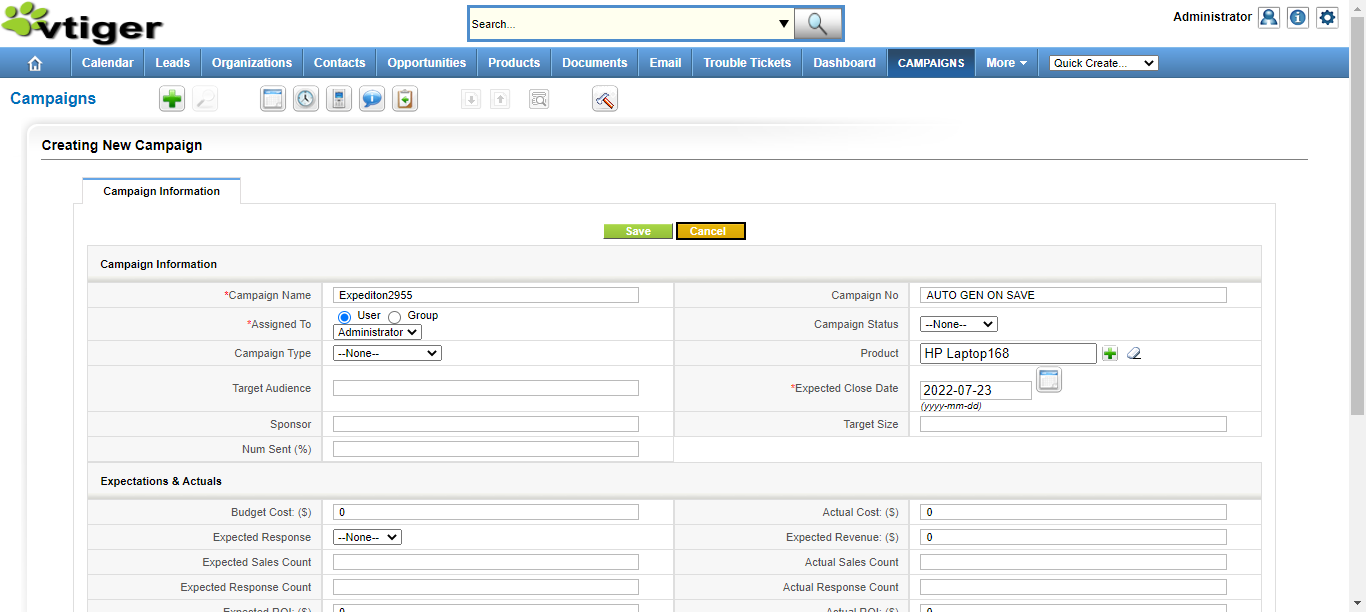 vtiger
Search...
Administrator
Calendar Leads Organizations Contacts Opportunities Products Documents Email Trouble Tickets Dashboard CAMPAIGNS More Quick Create...
Campaigns
Creating New Campaign
Campaign Information
Save Cancel
Campaign Information
*Campaign Name Expediton2955 Campaign No AUTO GEN ON SAVE
*Assigned To User Group Administrator Campaign Status --None--
Campaign Type --None-- Product HP Laptop168
Target Audience *Expected Close Date 2022-07-23
(yyyy-mm-dd)
Sponsor Target Size
Num Sent (%)
Expectations & Actuals
Budget Cost: ($) 0 Actual Cost: ($) 0
Expected Response --None-- Expected Revenue: ($) 0
Expected Sales Count Actual Sales Count
Expected Response Count Actual Response Count
Expected ROI: ($) 0 Actual ROI: ($) 0